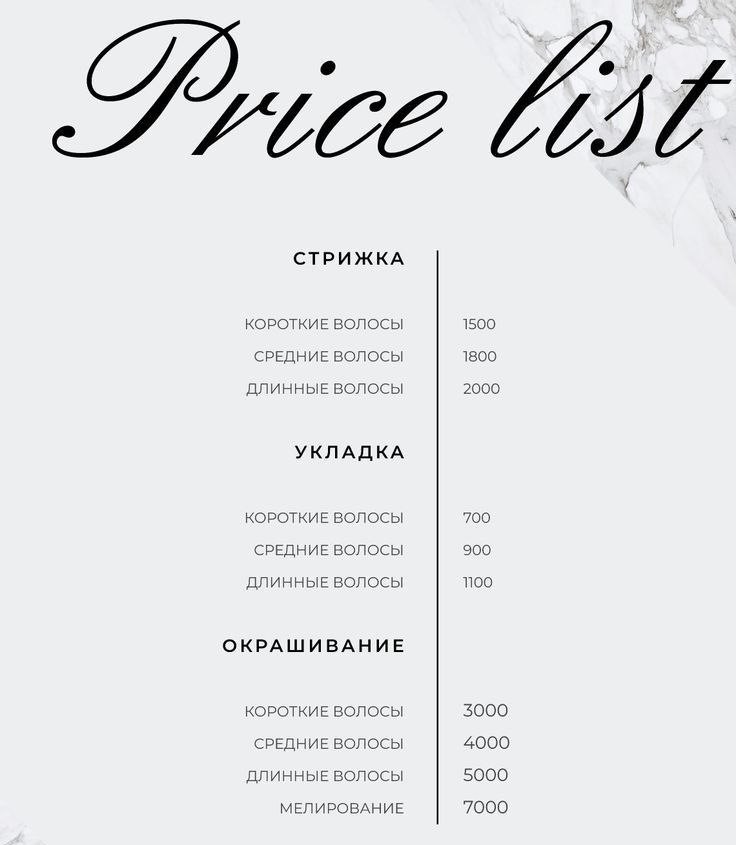 Price list
СТРИЖКА
КОРОТКИЕ ВОЛОСЫ 1500
СРЕДНИЕ ВОЛОСЫ 1800
ДЛИННЫЕ ВОЛОСЫ 2000
УКЛАДКА
КОРОТКИЕ ВОЛОСЫ 700
СРЕДНИЕ ВОЛОСЫ 900
ДЛИННЫЕ ВОЛОСЫ 1100
ОКРАШИВАНИЕ
КОРОТКИЕ ВОЛОСЫ 3000
СРЕДНИЕ ВОЛОСЫ 4000
ДЛИННЫЕ ВОЛОСЫ 5000
МЕЛИРОВАНИЕ 7000